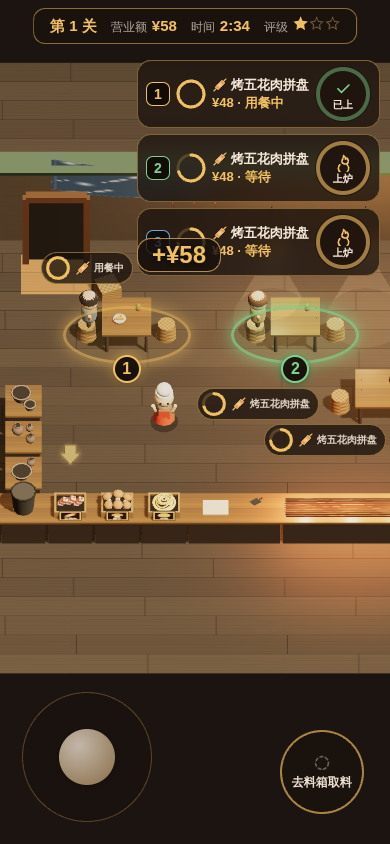 第 1 关 营业额 ¥58 时间 2:34 评级
1 烤五花肉拼盘
¥48 · 用餐中
已上
2 烤五花肉拼盘
¥48 · 等待
上炉
3 烤五花肉拼盘
¥48 · 等待
上炉
+¥58
用餐中
1
2
烤五花肉拼盘
烤五花肉拼盘
去料箱取料